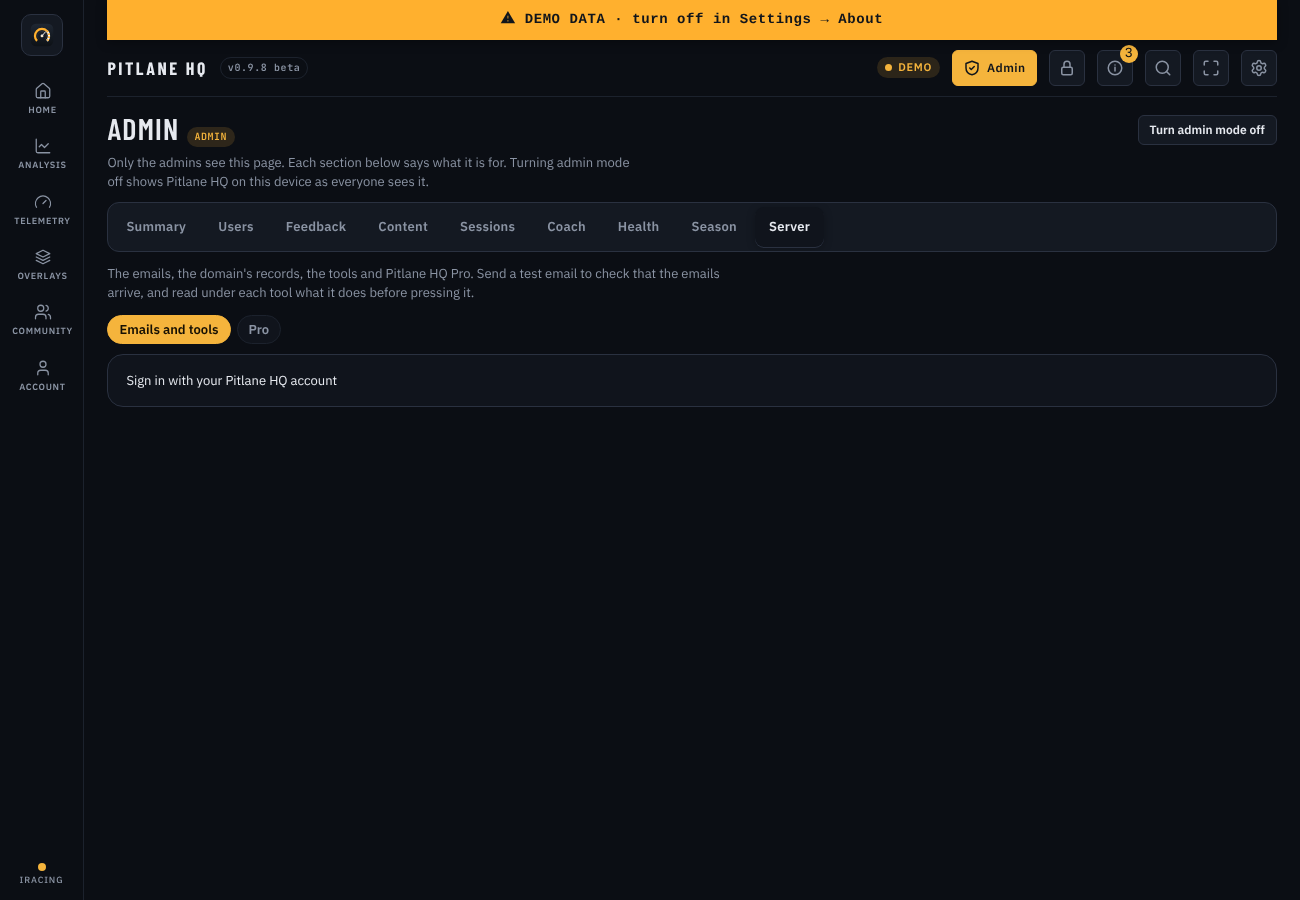 ⚠ DEMO DATA · turn off in Settings → About
PITLANE HQ
v0.9.8 beta
DEMO
Admin
3
HOME
ANALYSIS
TELEMETRY
OVERLAYS
COMMUNITY
ACCOUNT
IRACING
ADMIN
ADMIN
Turn admin mode off
Only the admins see this page. Each section below says what it is for. Turning admin mode
off shows Pitlane HQ on this device as everyone sees it.
Summary
Users
Feedback
Content
Sessions
Coach
Health
Season
Server
The emails, the domain's records, the tools and Pitlane HQ Pro. Send a test email to check that the emails
arrive, and read under each tool what it does before pressing it.
Emails and tools
Pro
Sign in with your Pitlane HQ account